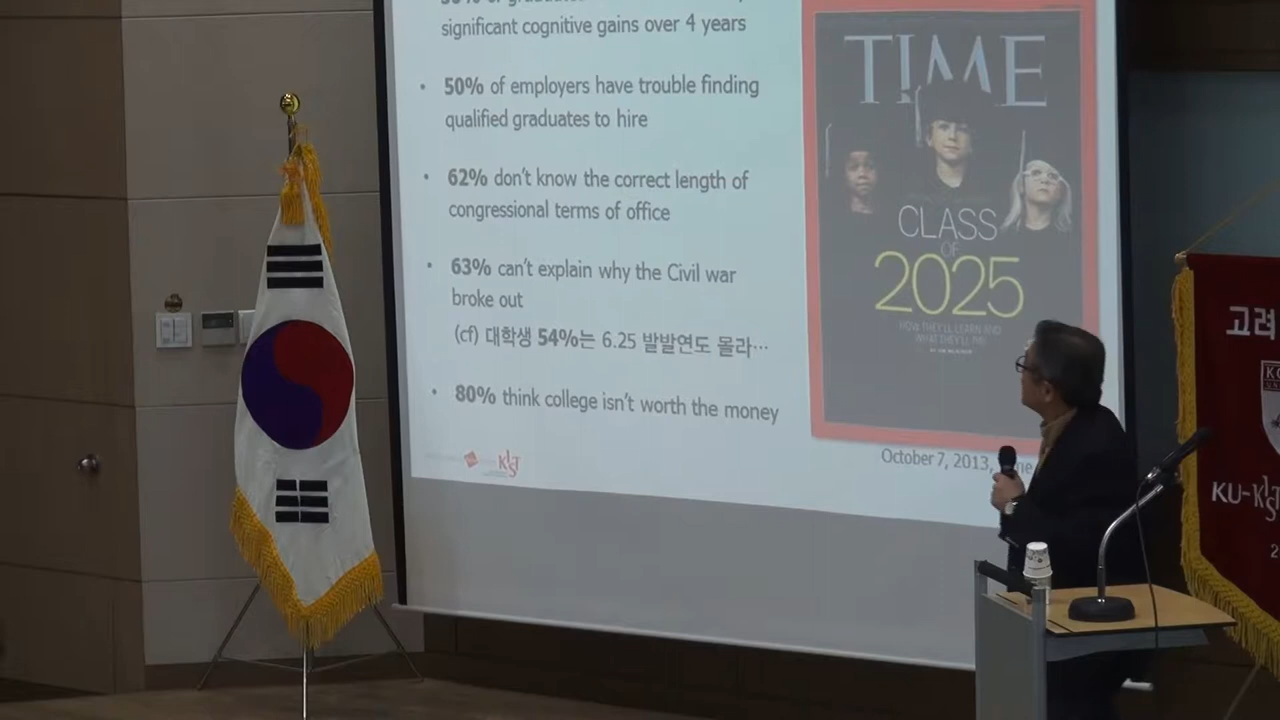 significant cognitive gains over 4 years
• 50% of employers have trouble finding
qualified graduates to hire
• 62% don't know the correct length of
congressional terms of office
• 63% can't explain why the Civil war
broke out
(cf) 대학생 54%는 6.25 발발연도 몰라…
• 80% think college isn't worth the money
KIST
TIME
CLASS
OF
2025
HOW THEY'LL LEARN AND
WHAT THEY'LL PAY
October 7, 2013,
고려
KU-KIST